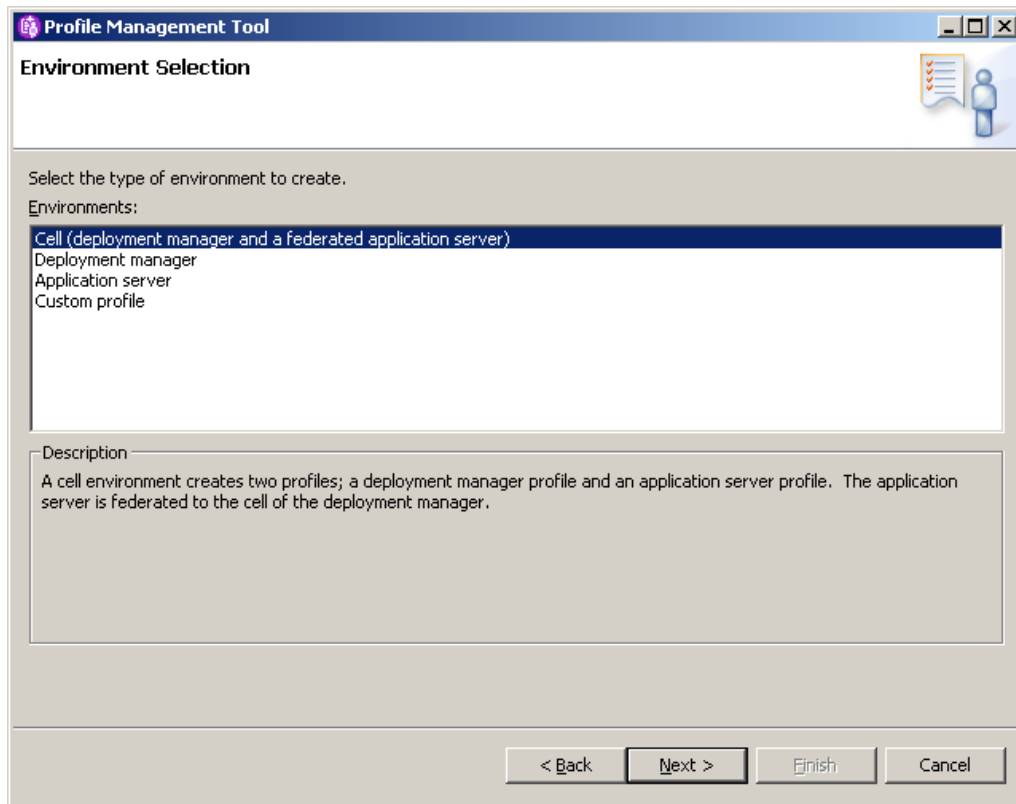 Profile Management Tool
Environment Selection
Select the type of environment to create.
Environments:
Cell (deployment manager and a federated application server)
Deployment manager
Application server
Custom profile
Description
A cell environment creates two profiles; a deployment manager profile and an application server profile.  The application
server is federated to the cell of the deployment manager.
< Back
Next >
Finish
Cancel